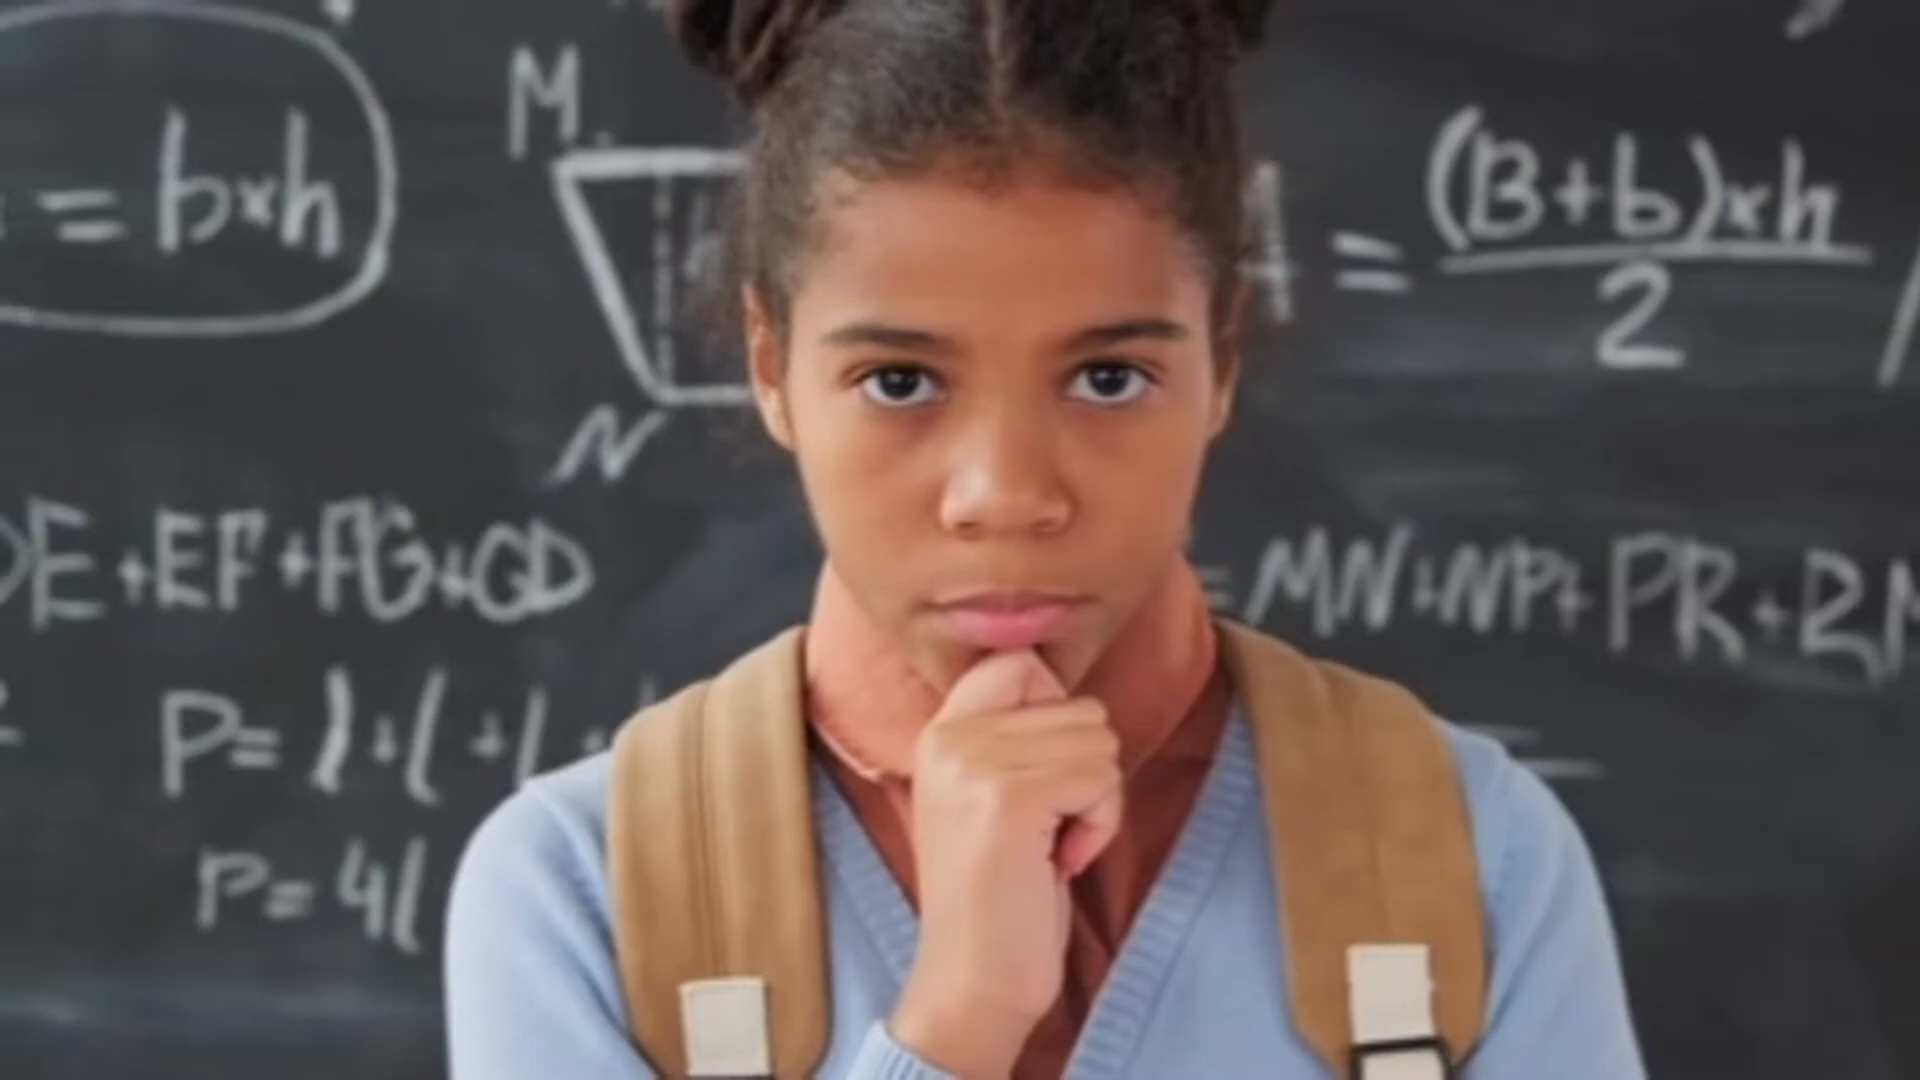 = b×h
M
N
A = (B+b)×h
2
DE+EF+FG+GD
= MN+NP+PR+RM
P= l+l+l+
P= 4l